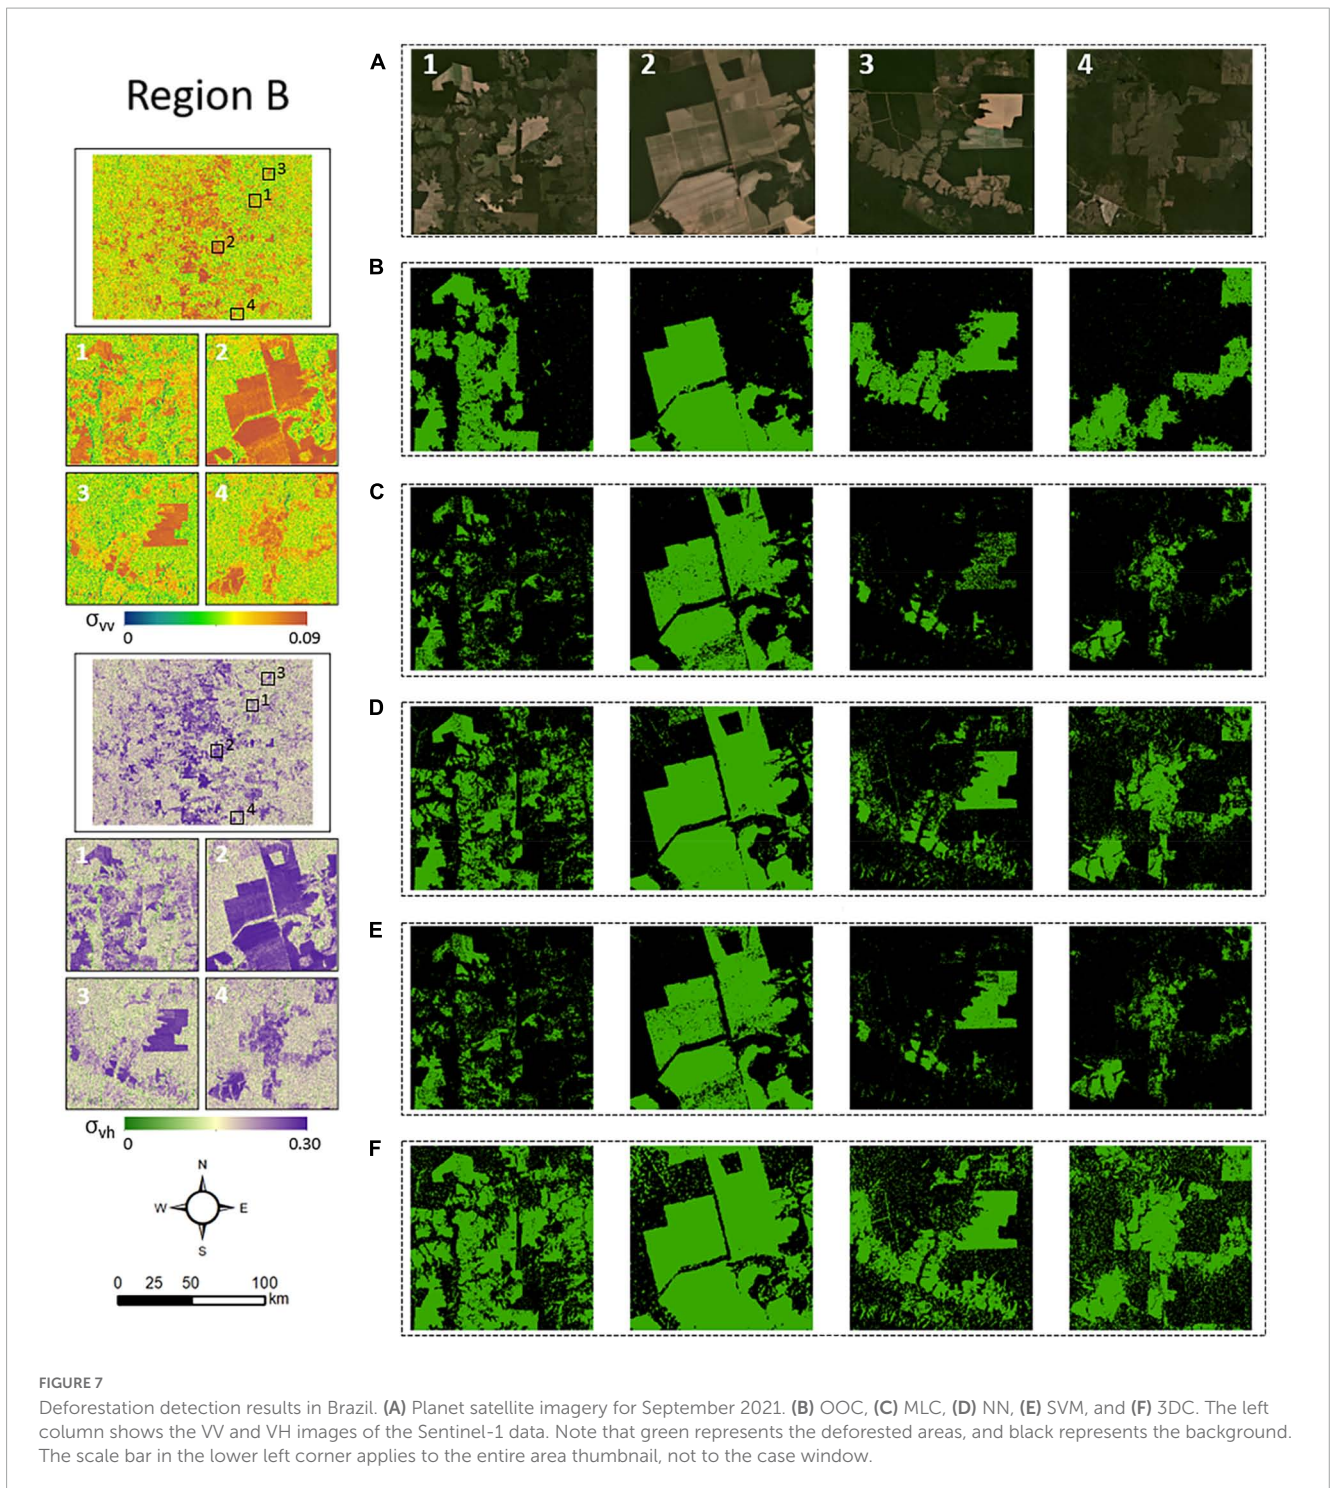 Region B
3
1
2
4
1 2
3 4
σvv
0 0.09
3
1
2
4
1 2
3 4
σvh
0 0.30
N
W E
S
0 25 50 100
km
A 1 2 3 4
B
C
D
E
F
FIGURE 7
Deforestation detection results in Brazil. (A) Planet satellite imagery for September 2021. (B) OOC, (C) MLC, (D) NN, (E) SVM, and (F) 3DC. The left
column shows the VV and VH images of the Sentinel-1 data. Note that green represents the deforested areas, and black represents the background.
The scale bar in the lower left corner applies to the entire area thumbnail, not to the case window.